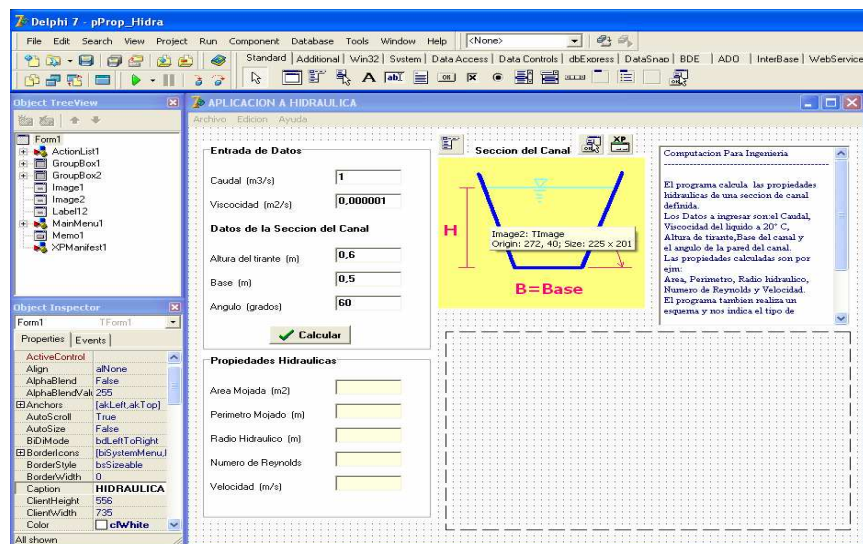 Delphi 7 - pProp_Hidra
File Edit Search View Project Run Component Database Tools Window Help <None>
Standard Additional Win32 System Data Access Data Controls dbExpress DataSnap BDE ADO InterBase WebService
Object TreeView
Form1
ActionList1
GroupBox1
GroupBox2
Image1
Image2
Label12
MainMenu1
Memo1
XPManifest1
Object Inspector
Form1 TForm1
Properties Events
ActiveControl
Align alNone
AlphaBlend False
AlphaBlendVal 255
Anchors [akLeft,akTop]
AutoScroll True
AutoSize False
BiDiMode bdLeftToRight
BorderIcons [biSystemMenu,
BorderStyle bsSizeable
BorderWidth 0
Caption HIDRAULICA
ClientHeight 556
ClientWidth 735
Color clWhite
All shown
APLICACION A HIDRAULICA
Archivo Edicion Ayuda
Entrada de Datos
Caudal (m3/s) 1
Viscocidad (m2/s) 0,000001
Datos de la Seccion del Canal
Altura del tirante (m) 0,6
Base (m) 0,5
Angulo (grados) 60
Calcular
Propiedades Hidraulicas
Area Mojada (m2)
Perimetro Mojado (m)
Radio Hidraulico (m)
Numero de Reynolds
Velocidad (m/s)
Seccion del Canal
XP
H
Image2: TImage
Origin: 272, 40; Size: 225 x 201
B=Base
Computacion Para Ingenieria
El programa calcula las propiedades
hidraulicas de una seccion de canal
definida.
Los Datos a ingresar son:el Caudal,
Viscocidad del liquido a 20° C,
Altura de tirante,Base del canal y
el angulo de la pared del canal.
Las propiedades calculadas son por
ejm:
Area, Perimetro, Radio hidraulico,
Numero de Reynolds y Velocidad.
El programa tambien realiza un
esquema y nos indica el tipo de